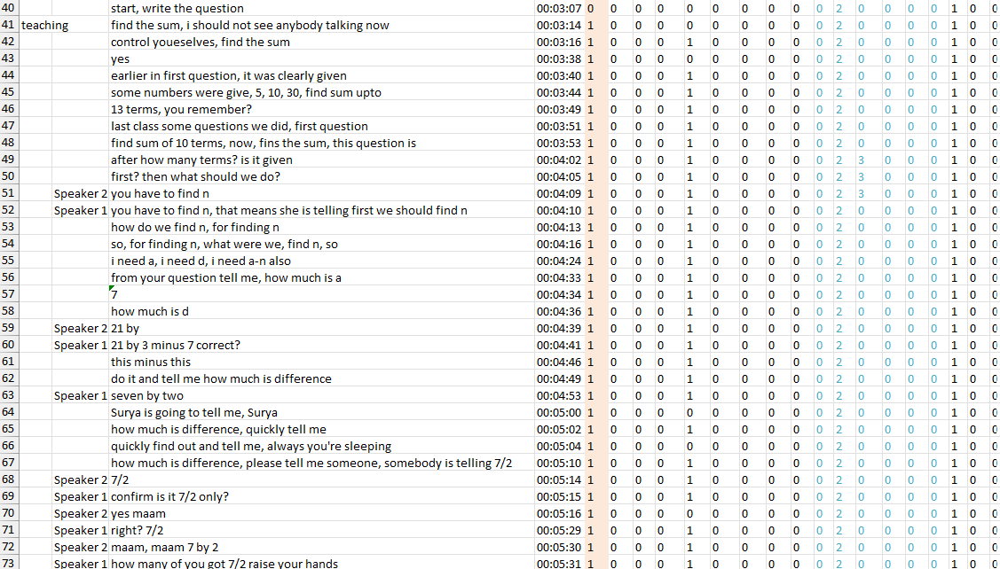 40 start, write the question 00:03:07 0 0 0 0 0 0 0 0 0 0 2 0 0 0 0 1 0 0
41 teaching find the sum, i should not see anybody talking now 00:03:14 1 0 0 0 0 0 0 0 0 2 0 0 0 0 1 0 0
42 control youeselves, find the sum 00:03:16 1 0 0 1 0 0 0 0 0 2 0 0 0 0 1 0 0
43 yes 00:03:38 1 0 0 0 0 0 0 0 0 2 0 0 0 0 1 0 0
44 earlier in first question, it was clearly given 00:03:40 1 0 0 1 0 0 0 0 0 2 0 0 0 0 1 0 0
45 some numbers were give, 5, 10, 30, find sum upto 00:03:44 1 0 0 1 0 0 0 0 0 2 0 0 0 0 1 0 0
46 13 terms, you remember? 00:03:49 1 0 0 1 0 0 0 0 0 2 0 0 0 0 1 0 0
47 last class some questions we did, first question 00:03:51 1 0 0 1 0 0 0 0 0 2 0 0 0 0 1 0 0
48 find sum of 10 terms, now, fins the sum, this question is 00:03:53 1 0 0 1 0 0 0 0 0 2 0 0 0 0 1 0 0
49 after how many terms? is it given 00:04:02 1 0 0 1 0 0 0 0 0 2 3 0 0 0 1 0 0
50 first? then what should we do? 00:04:05 1 0 0 1 0 0 0 0 0 2 3 0 0 0 1 0 0
51 Speaker 2 you have to find n 00:04:09 1 0 0 1 0 0 0 0 0 2 3 0 0 0 1 0 0
52 Speaker 1 you have to find n, that means she is telling first we should find n 00:04:10 1 0 0 1 0 0 0 0 0 2 0 0 0 0 1 0 0
53 how do we find n, for finding n 00:04:13 1 0 0 1 0 0 0 0 0 2 0 0 0 0 1 0 0
54 so, for finding n, what were we, find n, so 00:04:16 1 0 0 1 0 0 0 0 0 2 0 0 0 0 1 0 0
55 i need a, i need d, i need a-n also 00:04:24 1 0 0 1 0 0 0 0 0 2 0 0 0 0 1 0 0
56 from your question tell me, how much is a 00:04:33 1 0 0 1 0 0 0 0 0 2 0 0 0 0 1 0 0
57 7 00:04:34 1 0 0 1 0 0 0 0 0 2 0 0 0 0 1 0 0
58 how much is d 00:04:36 1 0 0 1 0 0 0 0 0 2 0 0 0 0 1 0 0
59 Speaker 2 21 by 00:04:39 1 0 0 1 0 0 0 0 0 2 0 0 0 0 1 0 0
60 Speaker 1 21 by 3 minus 7 correct? 00:04:41 1 0 0 1 0 0 0 0 0 2 0 0 0 0 1 0 0
61 this minus this 00:04:46 1 0 0 1 0 0 0 0 0 2 0 0 0 0 1 0 0
62 do it and tell me how much is difference 00:04:49 1 0 0 1 0 0 0 0 0 2 0 0 0 0 1 0 0
63 Speaker 1 seven by two 00:04:53 1 0 0 1 0 0 0 0 0 2 0 0 0 0 1 0 0
64 Surya is going to tell me, Surya 00:05:00 1 0 0 0 0 0 0 0 0 2 0 0 0 0 1 0 0
65 how much is difference, quickly tell me 00:05:02 1 0 0 1 0 0 0 0 0 2 0 0 0 0 1 0 0
66 quickly find out and tell me, always you're sleeping 00:05:04 1 0 0 0 0 0 0 0 0 2 0 0 0 0 1 0 0
67 how much is difference, please tell me someone, somebody is telling 7/2 00:05:10 1 0 0 1 0 0 0 0 0 2 0 0 0 0 1 0 0
68 Speaker 2 7/2 00:05:14 1 0 0 1 0 0 0 0 0 2 0 0 0 0 1 0 0
69 Speaker 1 confirm is it 7/2 only? 00:05:15 1 0 0 1 0 0 0 0 0 2 0 0 0 0 1 0 0
70 Speaker 2 yes maam 00:05:16 1 0 0 0 0 0 0 0 0 2 0 0 0 0 1 0 0
71 Speaker 1 right? 7/2 00:05:29 1 0 0 1 0 0 0 0 0 2 0 0 0 0 1 0 0
72 Speaker 2 maam, maam 7 by 2 00:05:30 1 0 0 1 0 0 0 0 0 2 0 0 0 0 1 0 0
73 Speaker 1 how many of you got 7/2 raise your hands 00:05:31 1 0 0 1 0 0 0 0 0 2 0 0 0 0 1 0 0